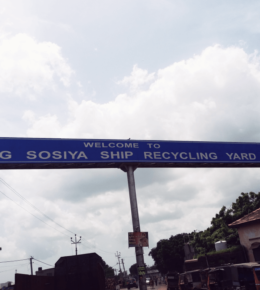 WELCOME TO
G SOSIYA SHIP RECYCLING YARD